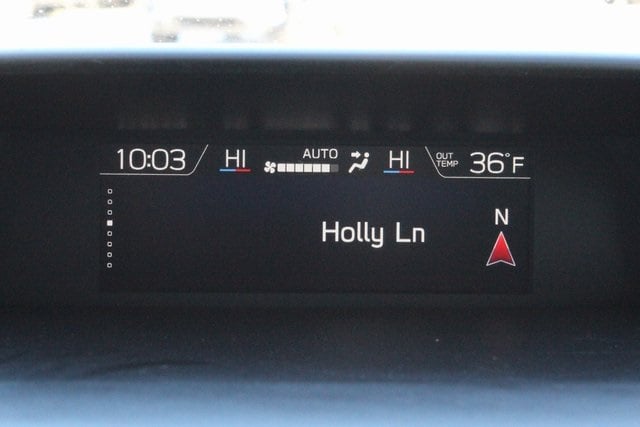 10:03 HI AUTO HI OUT TEMP 36°F
Holly Ln
N